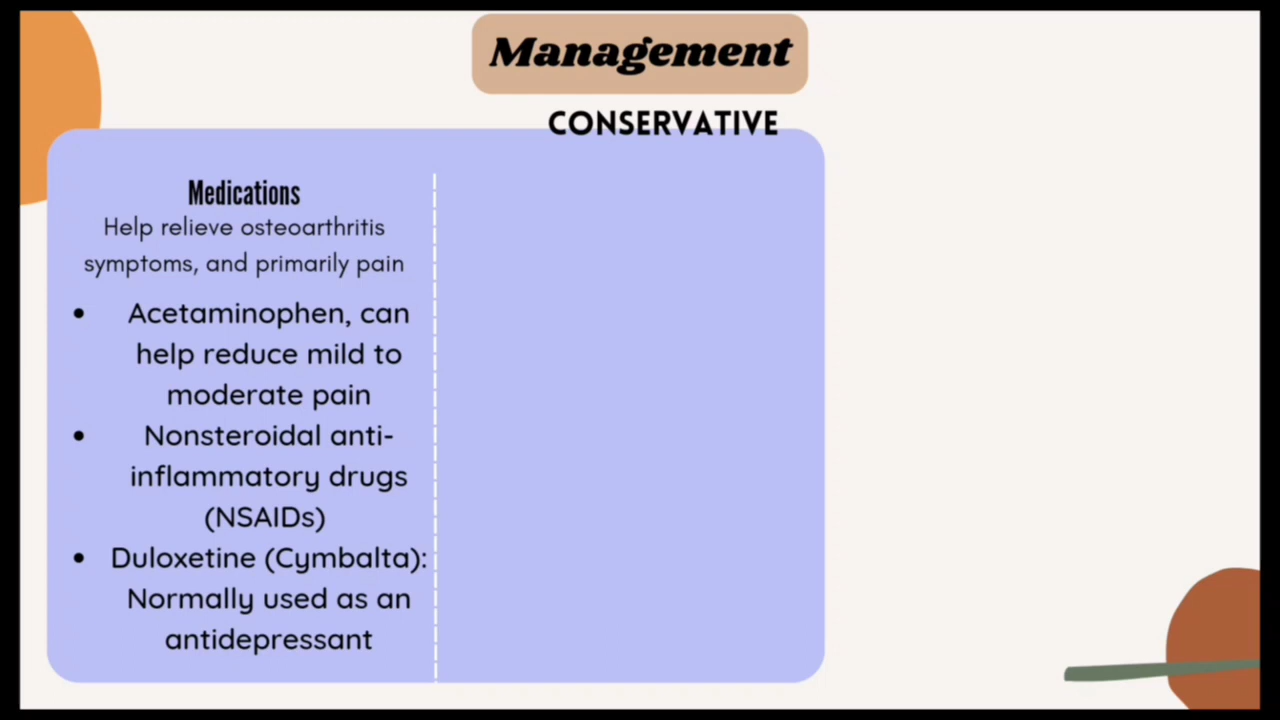 Management
CONSERVATIVE
Medications
Help relieve osteoarthritis
symptoms, and primarily pain
• Acetaminophen, can
help reduce mild to
moderate pain
• Nonsteroidal anti-
inflammatory drugs
(NSAIDs)
• Duloxetine (Cymbalta):
Normally used as an
antidepressant